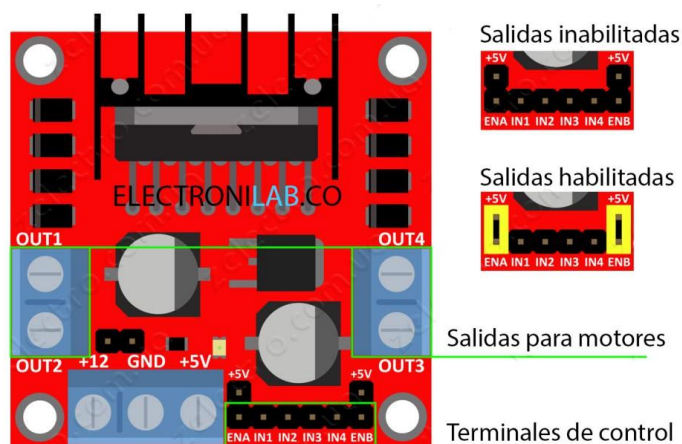 Salidas inabilitadas
+5V +5V
ENA IN1 IN2 IN3 IN4 ENB
Salidas habilitadas
+5V +5V
ENA IN1 IN2 IN3 IN4 ENB
ELECTRONILAB.CO
OUT1 OUT4
OUT2 OUT3
+12 GND +5V
Salidas para motores
+5V +5V
ENA IN1 IN2 IN3 IN4 ENB
Terminales de control